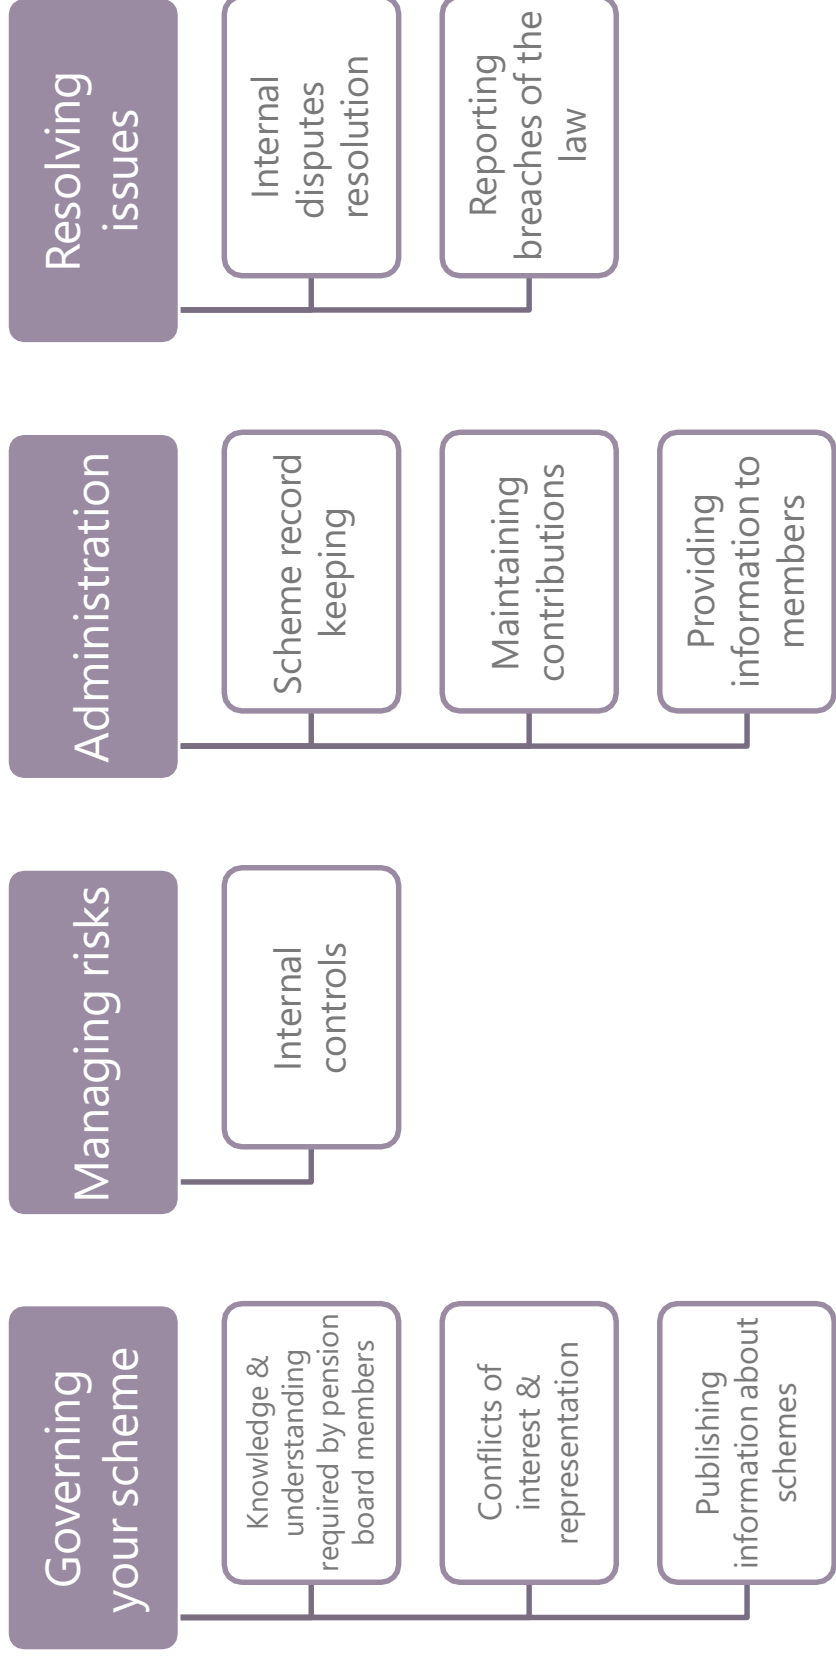 Governing
your scheme
Knowledge &
understanding
required by pension
board members
Conflicts of
interest &
representation
Publishing
information about
schemes
Managing risks
Internal
controls
Administration
Scheme record
keeping
Maintaining
contributions
Providing
information to
members
Resolving
issues
Internal
disputes
resolution
Reporting
breaches of the
law